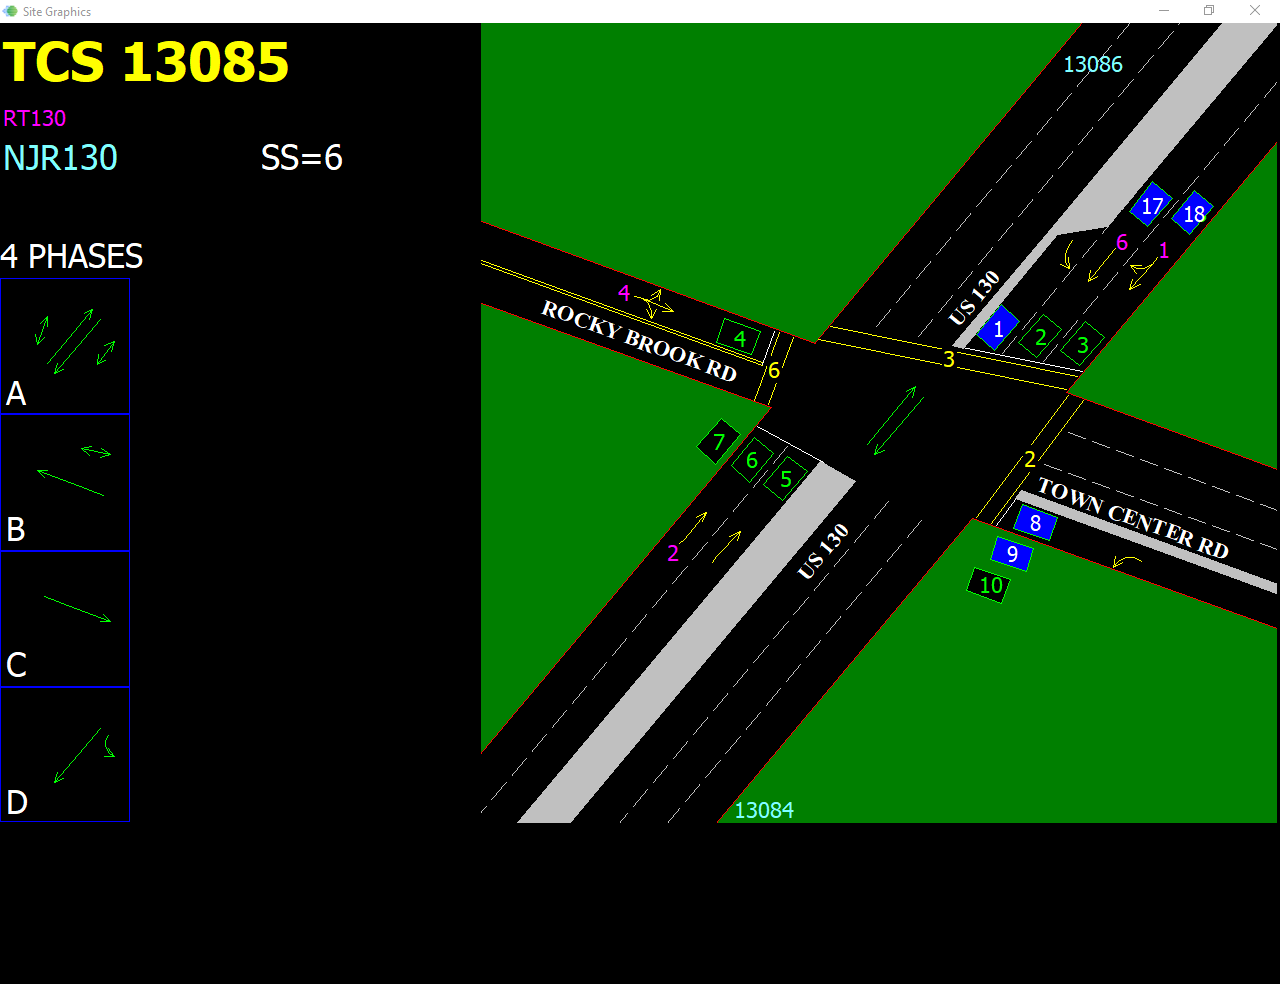 Site Graphics
TCS 13085
RT130
NJR130 SS=6
4 PHASES
A
B
C
D
13086
17
18
6
1
4
US 130
ROCKY BROOK RD
1
2
3
4
3
6
7
6
5
2
TOWN CENTER RD
8
2
US 130
9
10
13084